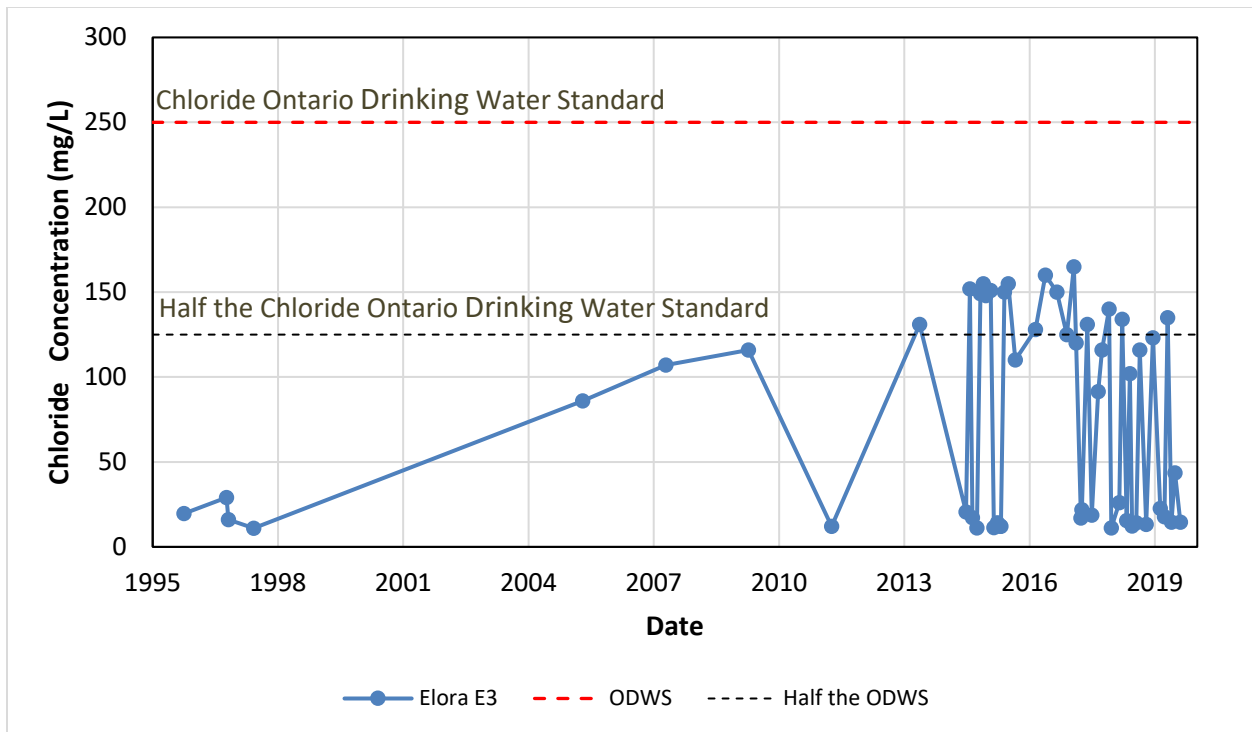 300
Chloride Ontario Drinking Water Standard
250
200
150
Half the Chloride Ontario Drinking Water Standard
100
50
0
Chloride Concentration (mg/L)
1995 1998 2001 2004 2007 2010 2013 2016 2019
Date
Elora E3 ODWS Half the ODWS